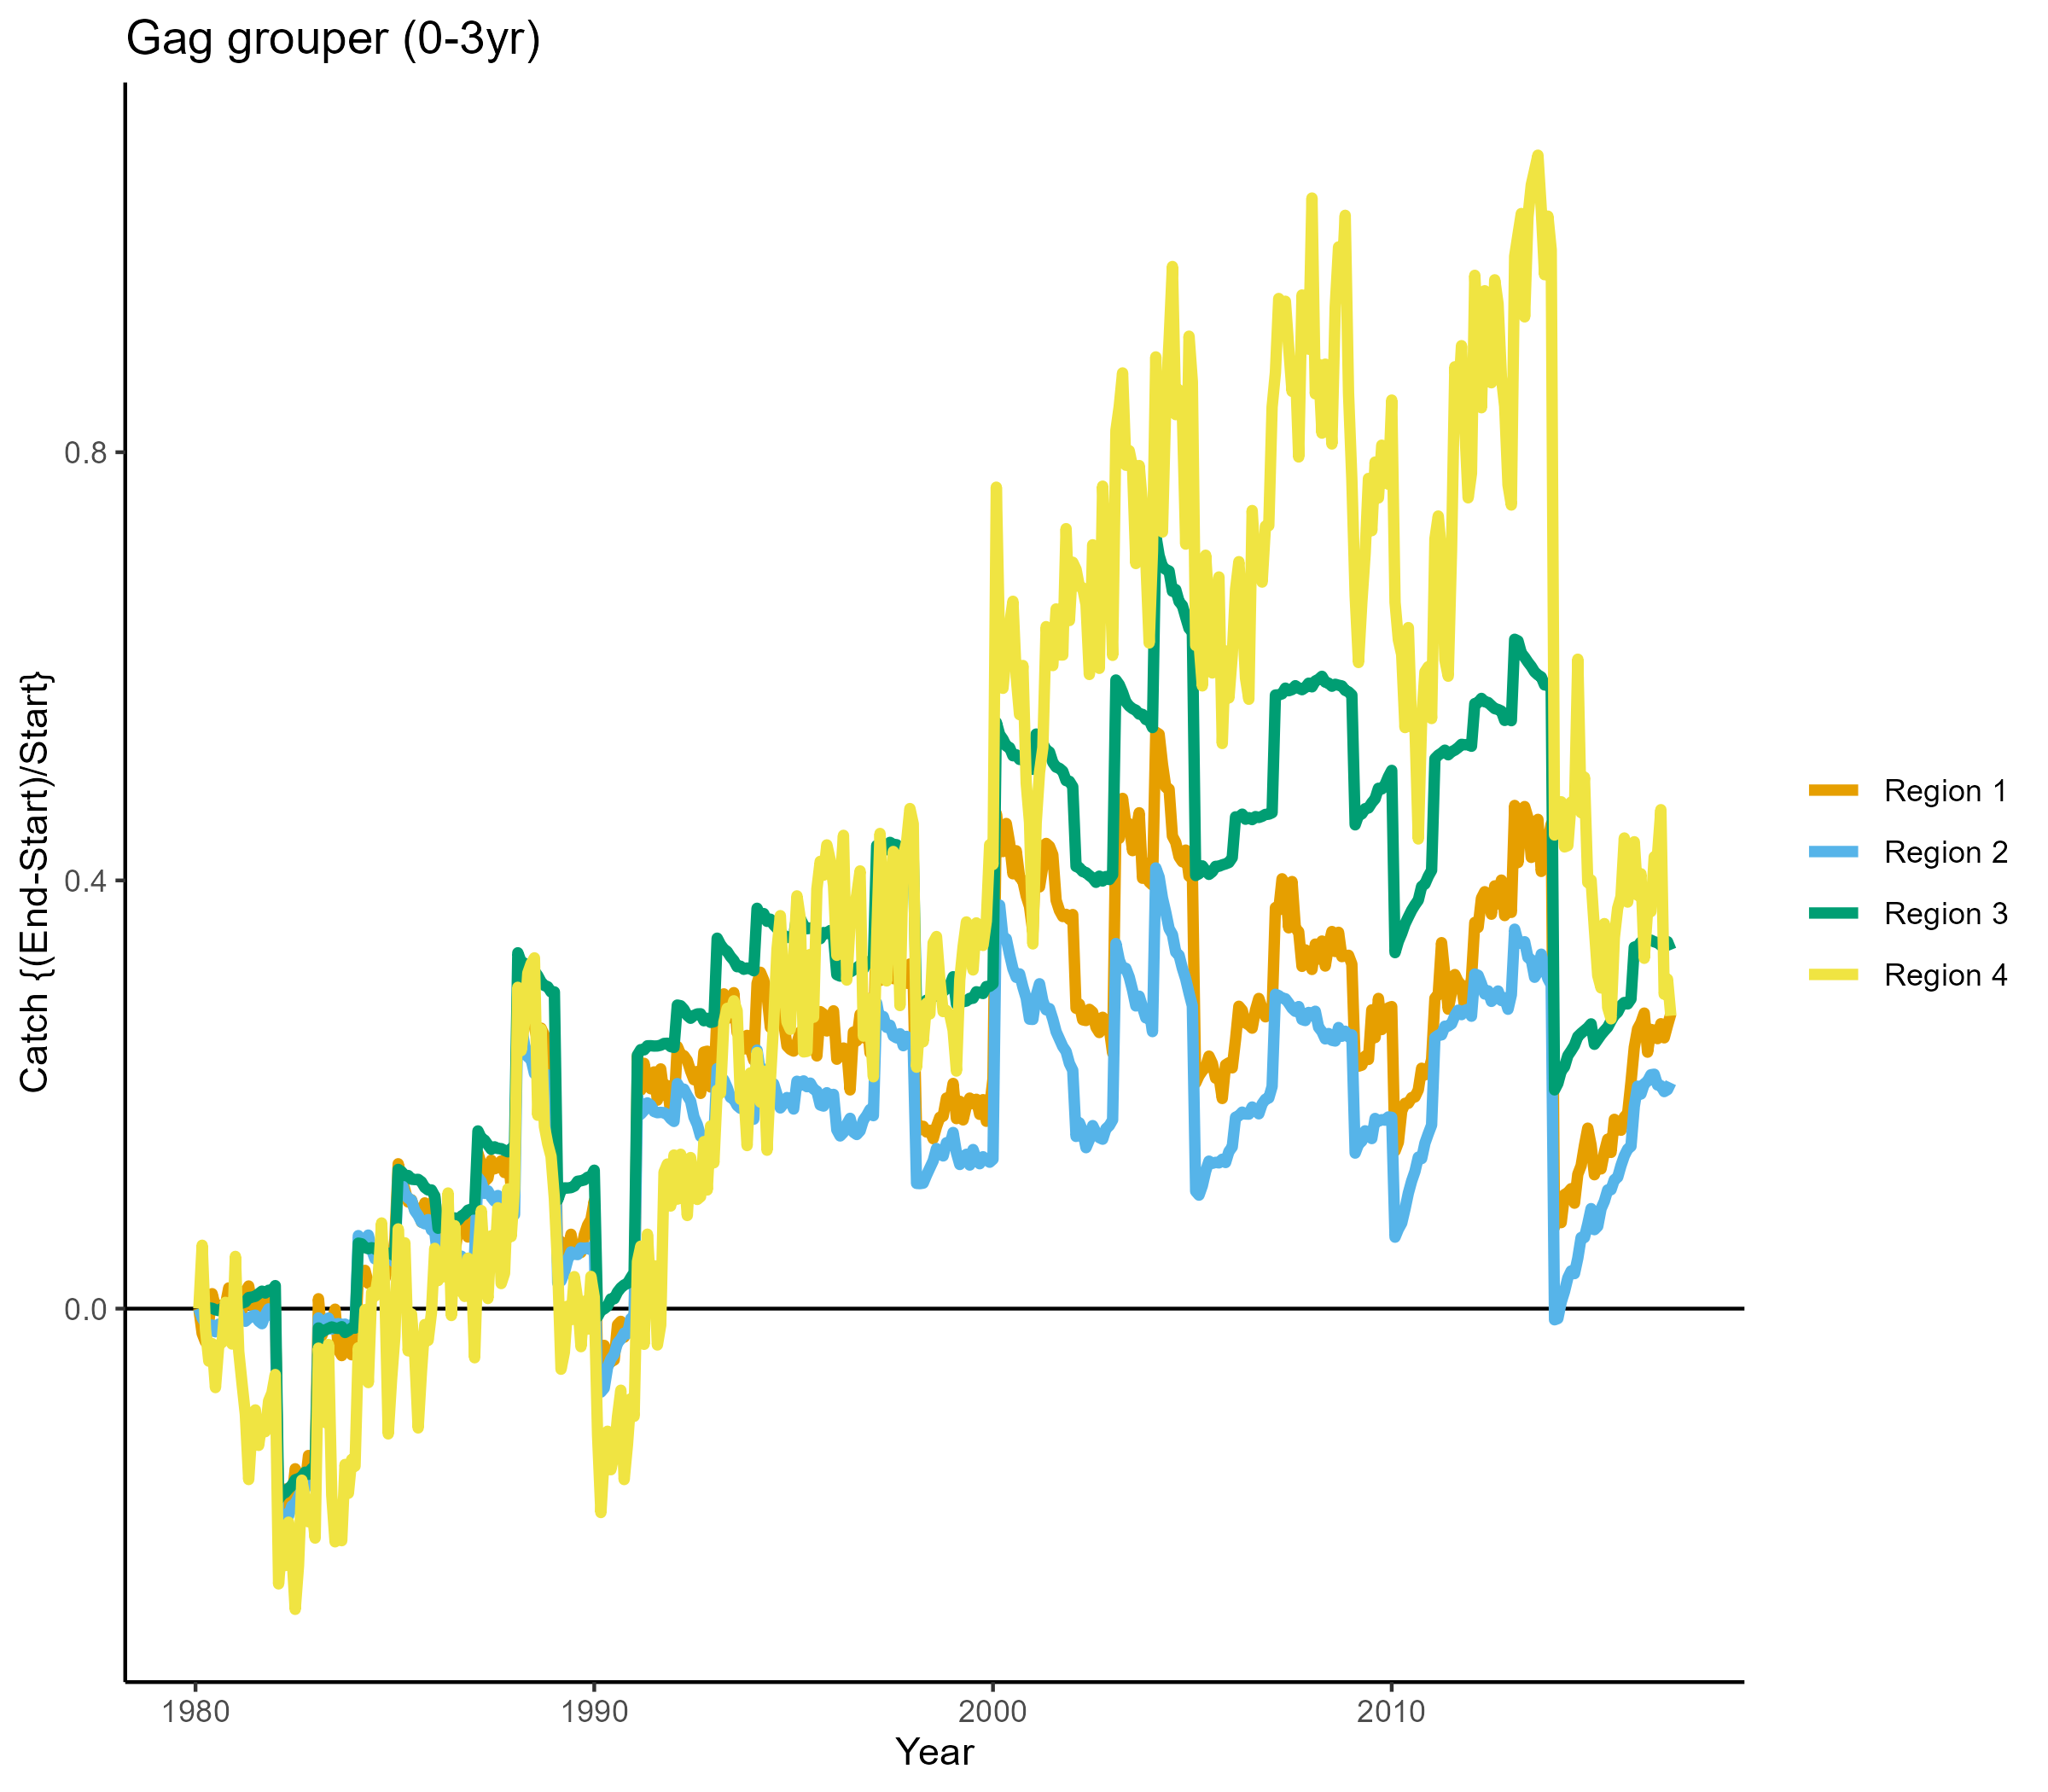 Gag grouper (0-3yr)
Catch {(End-Start)/Start}
0.8
0.4
0.0
1980
1990
2000
2010
Year
Region 1
Region 2
Region 3
Region 4